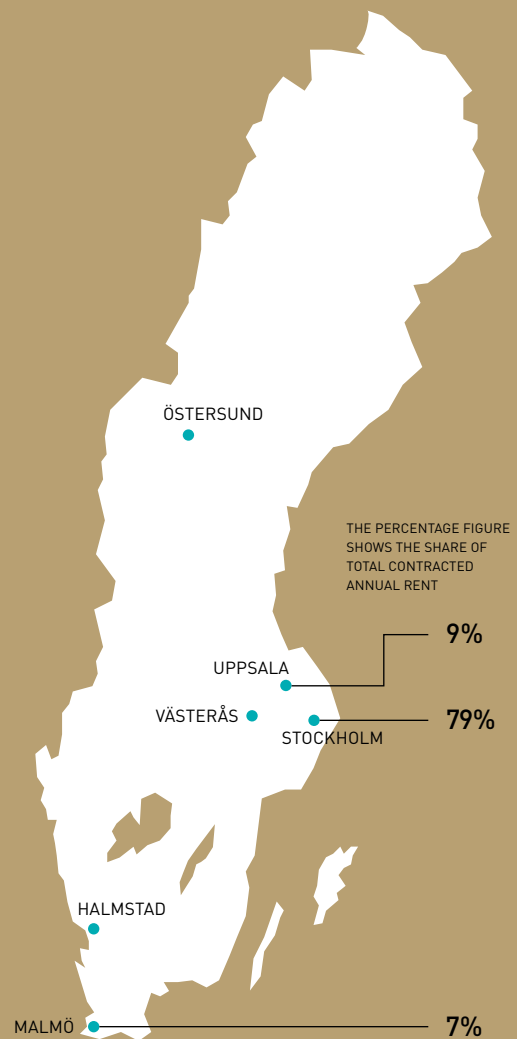 ÖSTERSUND
THE PERCENTAGE FIGURE
SHOWS THE SHARE OF
TOTAL CONTRACTED
ANNUAL RENT
9%
UPPSALA
VÄSTERÅS
79%
STOCKHOLM
HALMSTAD
MALMÖ
7%